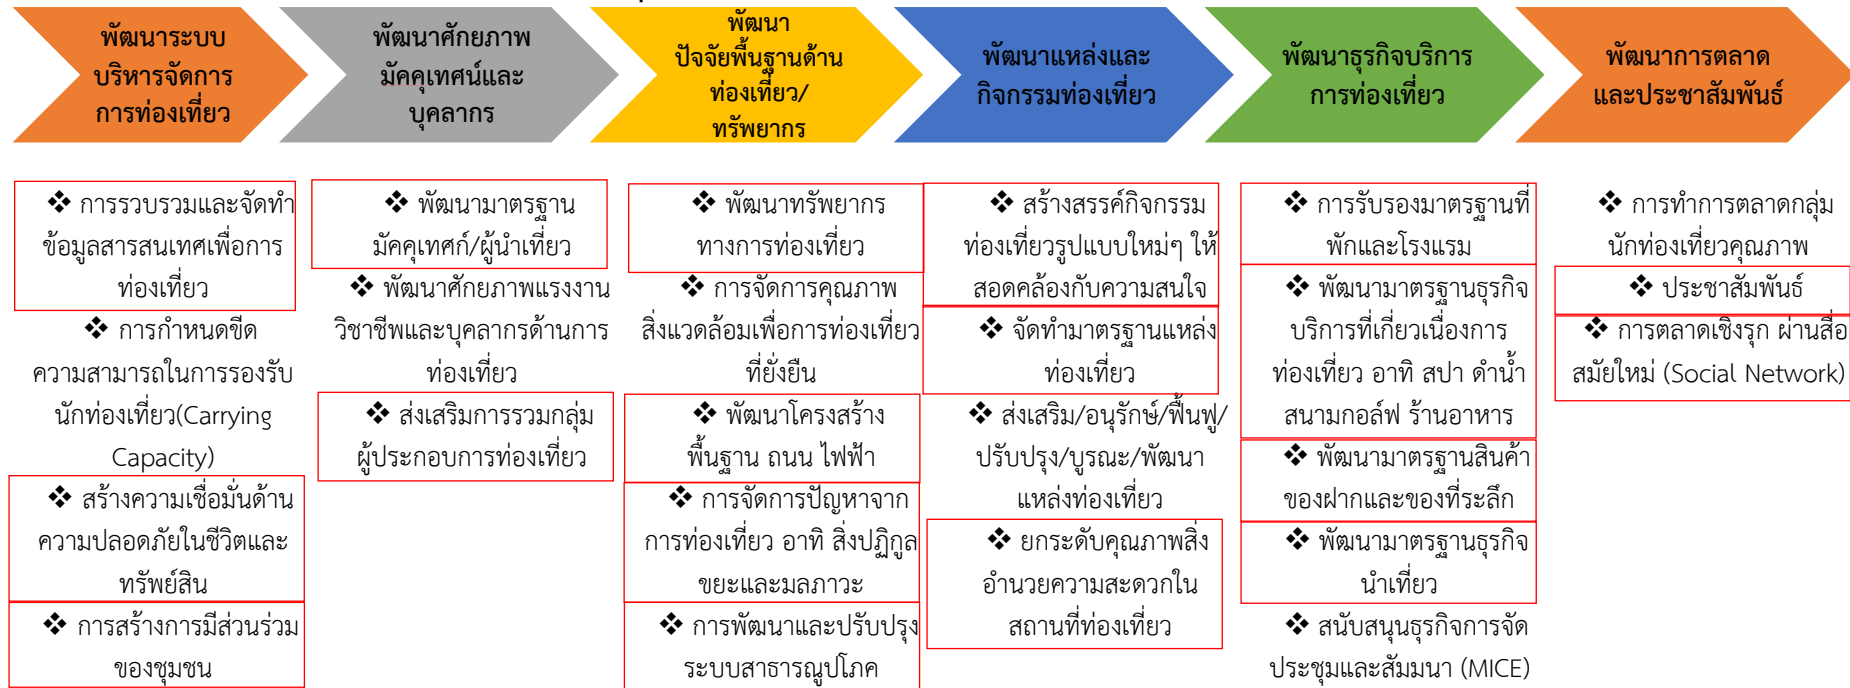 พัฒนาระบบ
บริหารจัดการ
การท่องเที่ยว
พัฒนาศักยภาพ
มัคคุเทศน์และ
บุคลากร
พัฒนา
ปัจจัยพื้นฐานด้าน
ท่องเที่ยว/
ทรัพยากร
พัฒนาแหล่งและ
กิจกรรมท่องเที่ยว
พัฒนาธุรกิจบริการ
การท่องเที่ยว
พัฒนาการตลาด
และประชาสัมพันธ์
❖ การรวบรวมและจัดทำ
ข้อมูลสารสนเทศเพื่อการ
ท่องเที่ยว
❖ การกำหนดขีด
ความสามารถในการรองรับ
นักท่องเที่ยว(Carrying
Capacity)
❖ สร้างความเชื่อมั่นด้าน
ความปลอดภัยในชีวิตและ
ทรัพย์สิน
❖ การสร้างการมีส่วนร่วม
ของชุมชน
❖ พัฒนามาตรฐาน
มัคคุเทศก์/ผู้นำเที่ยว
❖ พัฒนาศักยภาพแรงงาน
วิชาชีพและบุคลากรด้านการ
ท่องเที่ยว
❖ ส่งเสริมการรวมกลุ่ม
ผู้ประกอบการท่องเที่ยว
❖ พัฒนาทรัพยากร
ทางการท่องเที่ยว
❖ การจัดการคุณภาพ
สิ่งแวดล้อมเพื่อการท่องเที่ยว
ที่ยั่งยืน
❖ พัฒนาโครงสร้าง
พื้นฐาน ถนน ไฟฟ้า
❖ การจัดการปัญหาจาก
การท่องเที่ยว อาทิ สิ่งปฏิกูล
ขยะและมลภาวะ
❖ การพัฒนาและปรับปรุง
ระบบสาธารณูปโภค
❖ สร้างสรรค์กิจกรรม
ท่องเที่ยวรูปแบบใหม่ๆ ให้
สอดคล้องกับความสนใจ
❖ จัดทำมาตรฐานแหล่ง
ท่องเที่ยว
❖ ส่งเสริม/อนุรักษ์/ฟื้นฟู/
ปรับปรุง/บูรณะ/พัฒนา
แหล่งท่องเที่ยว
❖ ยกระดับคุณภาพสิ่ง
อำนวยความสะดวกใน
สถานที่ท่องเที่ยว
❖ การรับรองมาตรฐานที่
พักและโรงแรม
❖ พัฒนามาตรฐานธุรกิจ
บริการที่เกี่ยวเนื่องการ
ท่องเที่ยว อาทิ สปา ดำน้ำ
สนามกอล์ฟ ร้านอาหาร
❖ พัฒนามาตรฐานสินค้า
ของฝากและของที่ระลึก
❖ พัฒนามาตรฐานธุรกิจ
นำเที่ยว
❖ สนับสนุนธุรกิจการจัด
ประชุมและสัมมนา (MICE)
❖ การทำการตลาดกลุ่ม
นักท่องเที่ยวคุณภาพ
❖ ประชาสัมพันธ์
❖ การตลาดเชิงรุก ผ่านสื่อ
สมัยใหม่ (Social Network)